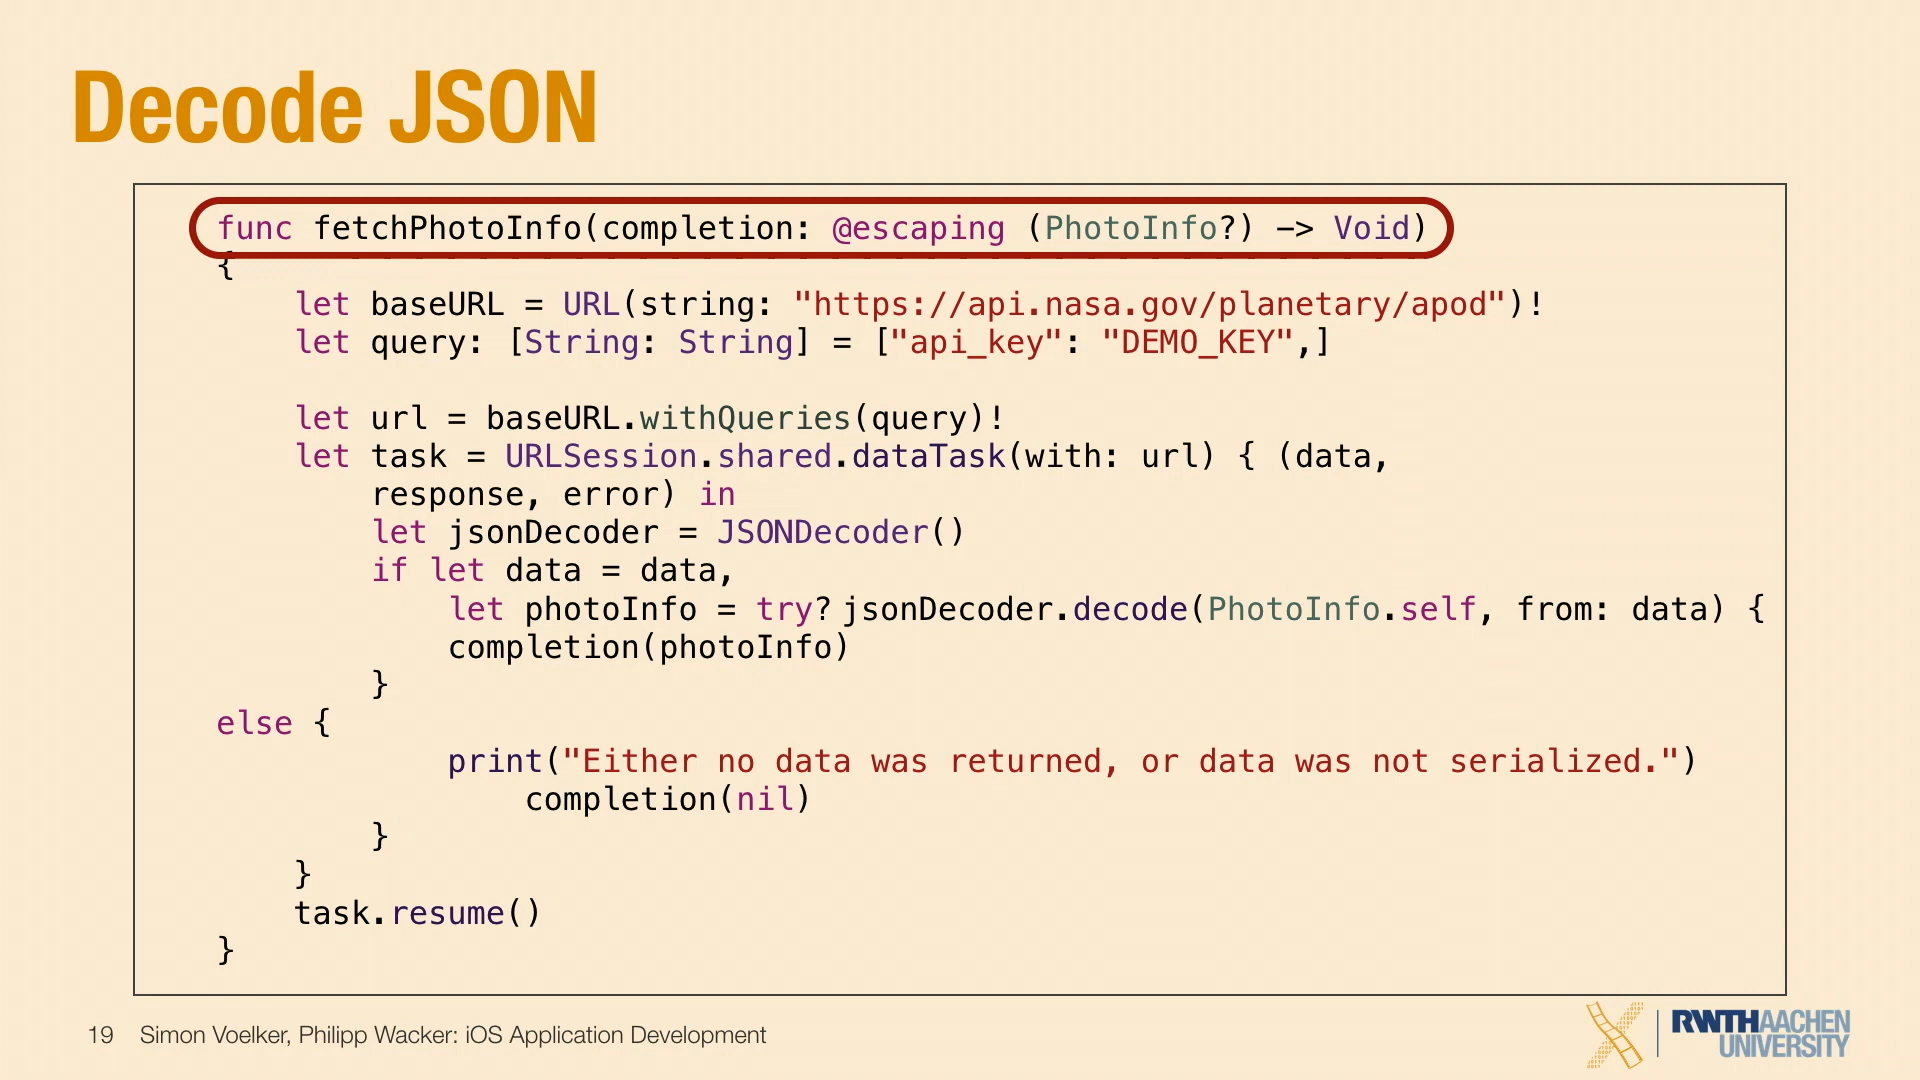 Decode JSON
func fetchPhotoInfo(completion: @escaping (PhotoInfo?) -> Void)
{
let baseURL = URL(string: "https://api.nasa.gov/planetary/apod")!
let query: [String: String] = ["api_key": "DEMO_KEY",]
let url = baseURL.withQueries(query)!
let task = URLSession.shared.dataTask(with: url) { (data,
response, error) in
let jsonDecoder = JSONDecoder()
if let data = data,
let photoInfo = try? jsonDecoder.decode(PhotoInfo.self, from: data) {
completion(photoInfo)
}
else {
print("Either no data was returned, or data was not serialized.")
completion(nil)
}
}
task.resume()
}
19 Simon Voelker, Philipp Wacker: iOS Application Development
RWTHAACHEN
UNIVERSITY